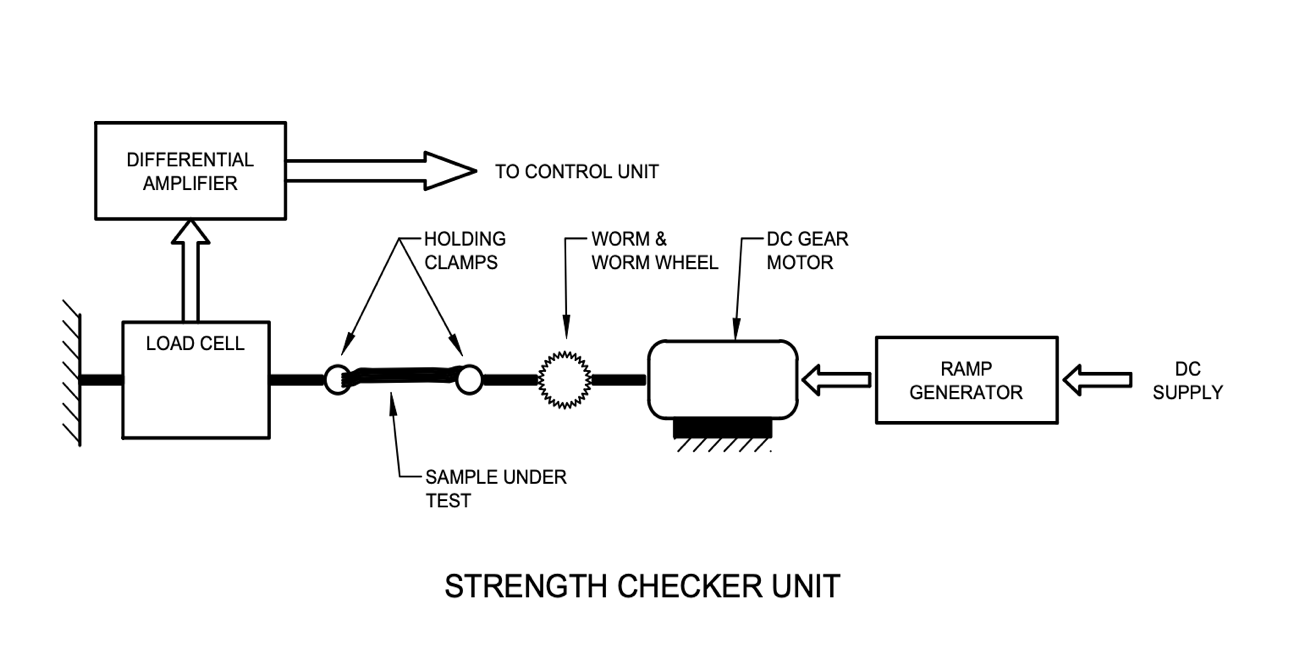 DIFFERENTIAL
AMPLIFIER
TO CONTROL UNIT
HOLDING
CLAMPS
WORM &
WORM WHEEL
DC GEAR
MOTOR
LOAD CELL
RAMP
GENERATOR
DC
SUPPLY
SAMPLE UNDER
TEST
STRENGTH CHECKER UNIT